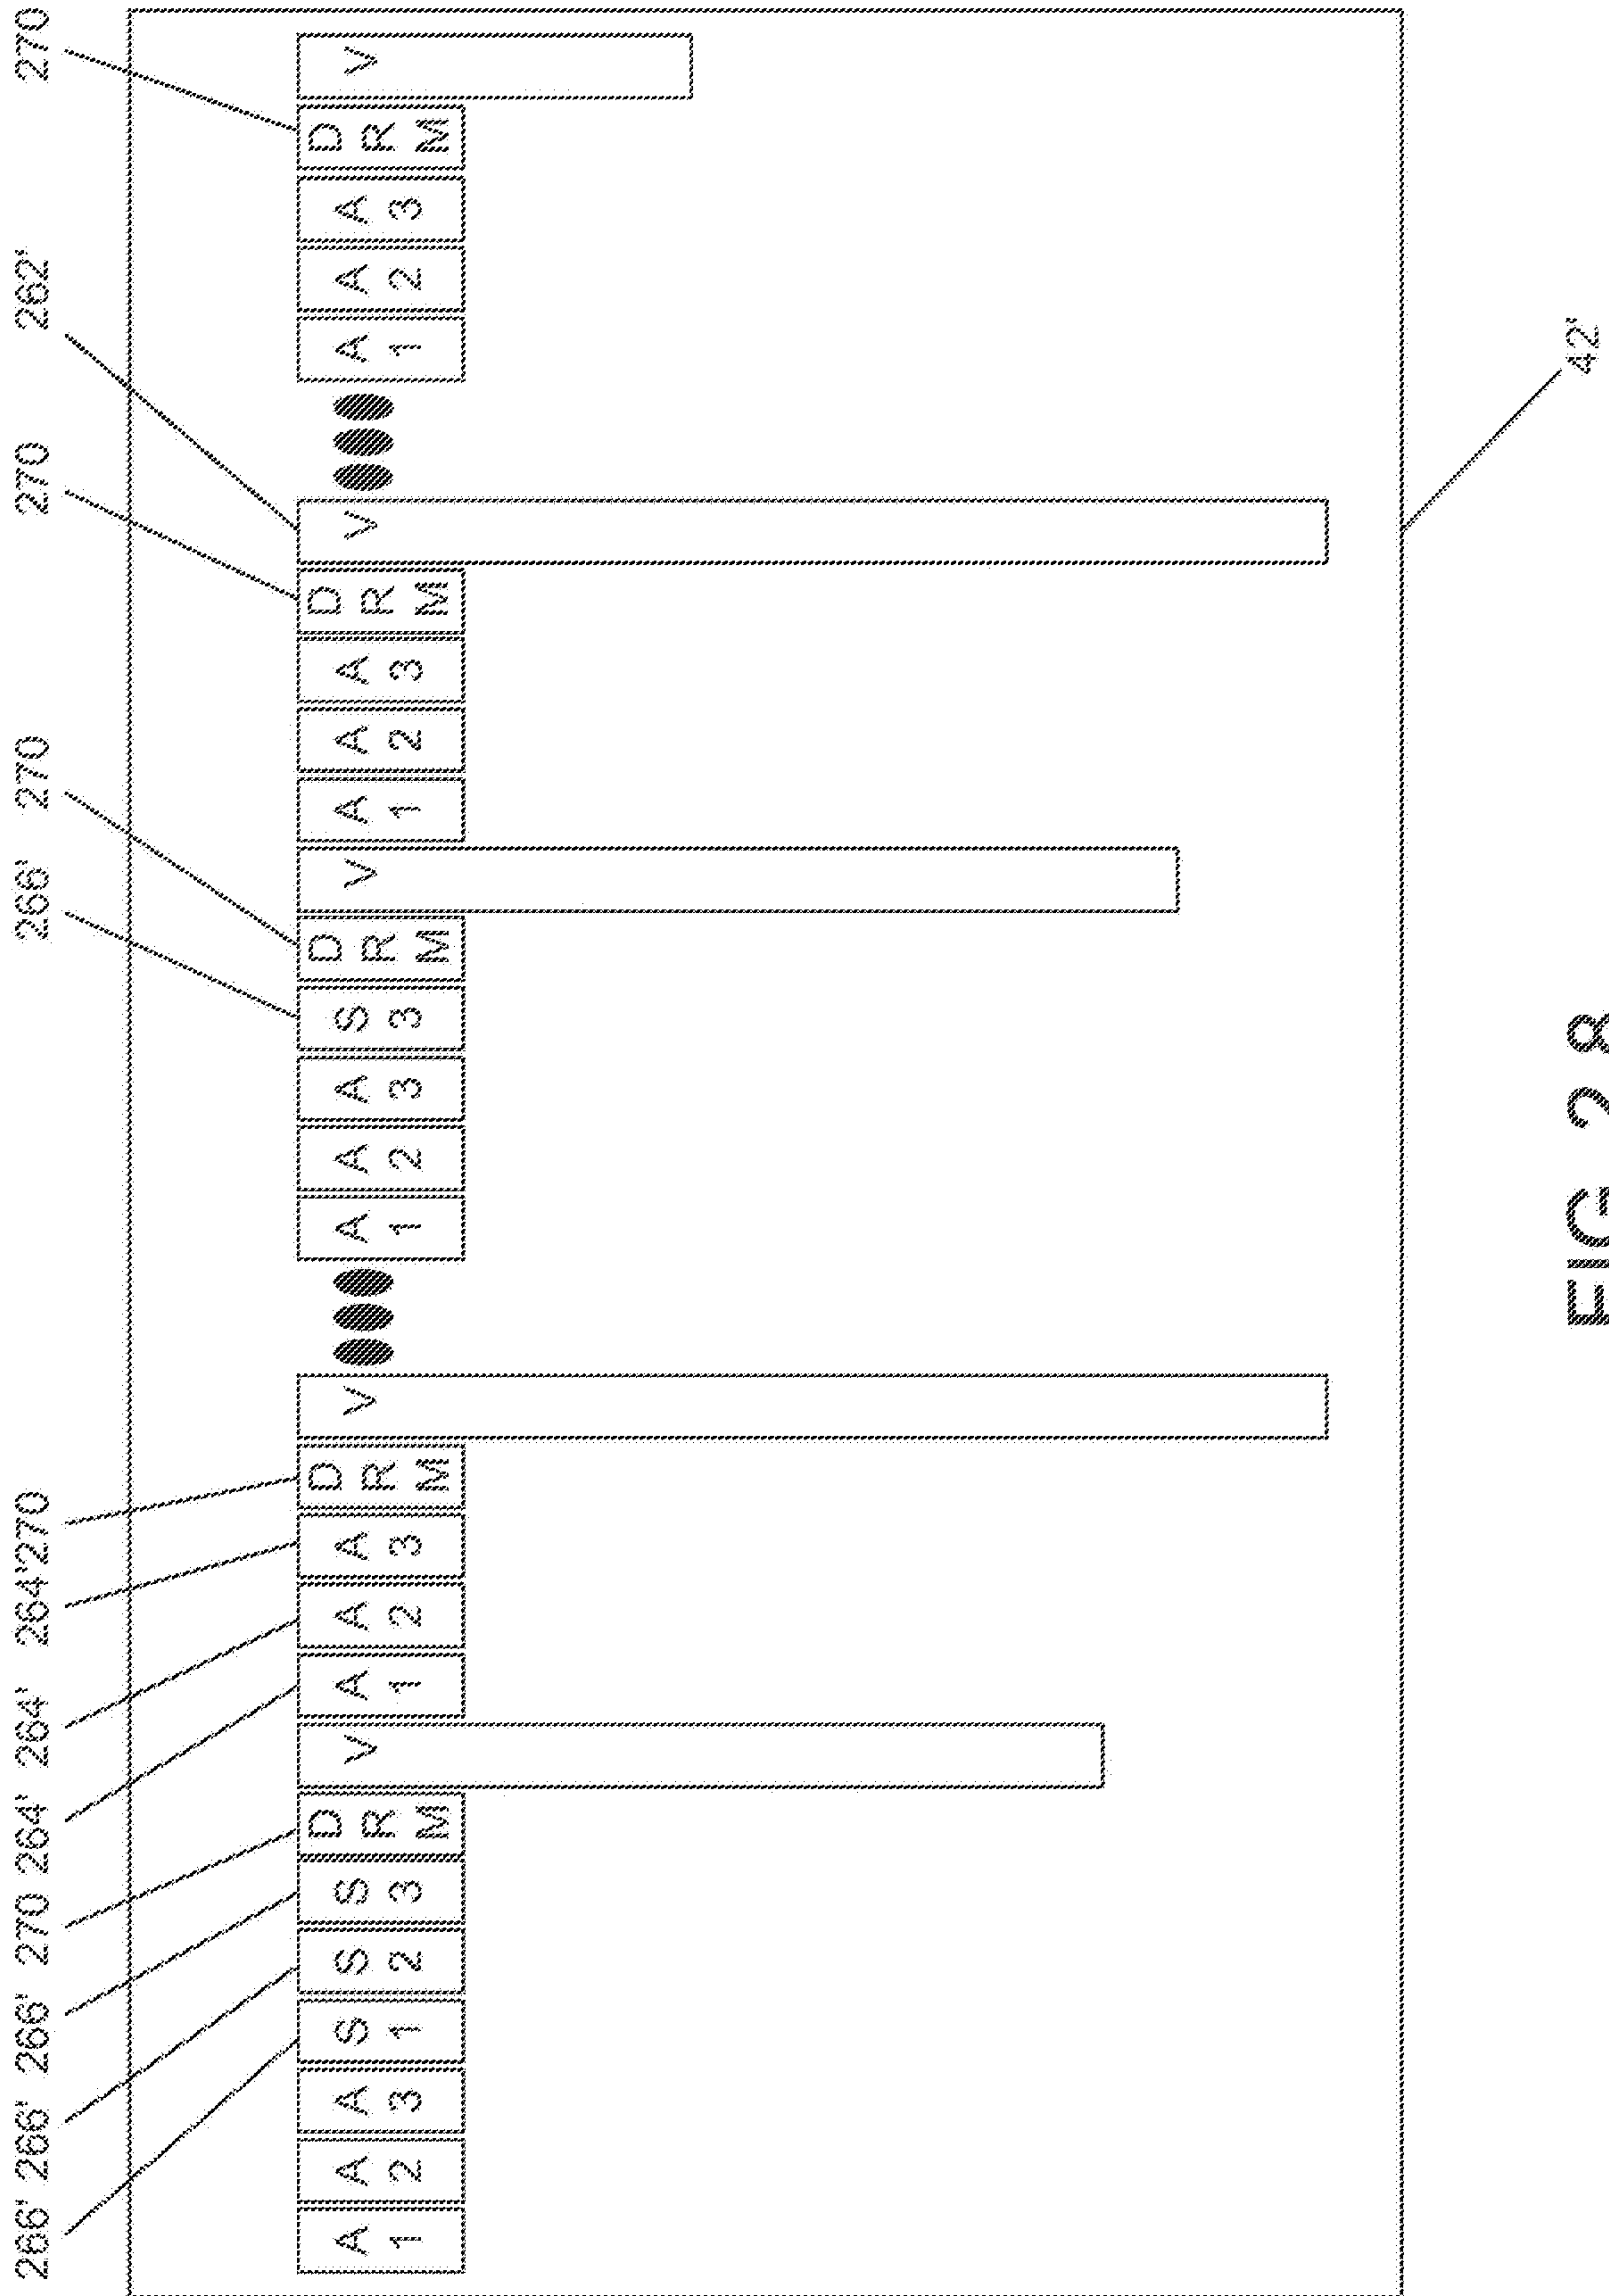 266' 266' 266' 270 264' 264' 264'270 266' 270 270 262' 270
A A A S S S D V A A A D V A A A S D V A A A D V A A A D V
1 2 3 1 2 3 R 1 2 3 R 1 2 3 3 R 1 2 3 R 1 2 3 R
M M M M M
42'
FIG 28